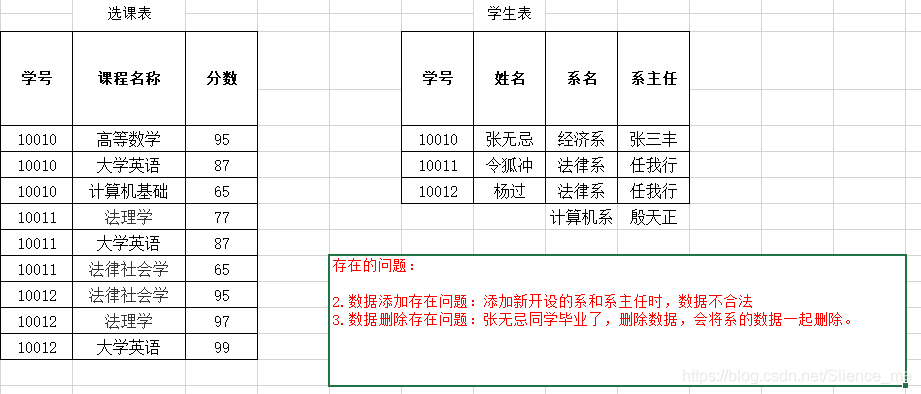 选课表
学号 课程名称 分数
10010 高等数学 95
10010 大学英语 87
10010 计算机基础 65
10011 法理学 77
10011 大学英语 87
10011 法律社会学 65
10012 法律社会学 95
10012 法理学 97
10012 大学英语 99
学生表
学号 姓名 系名 系主任
10010 张无忌 经济系 张三丰
10011 令狐冲 法律系 任我行
10012 杨过 法律系 任我行
计算机系 殷天正
存在的问题：
2.数据添加存在问题：添加新开设的系和系主任时，数据不合法
3.数据删除存在问题：张无忌同学毕业了，删除数据，会将系的数据一起删除。
https://blog.csdn.net/Slience_me